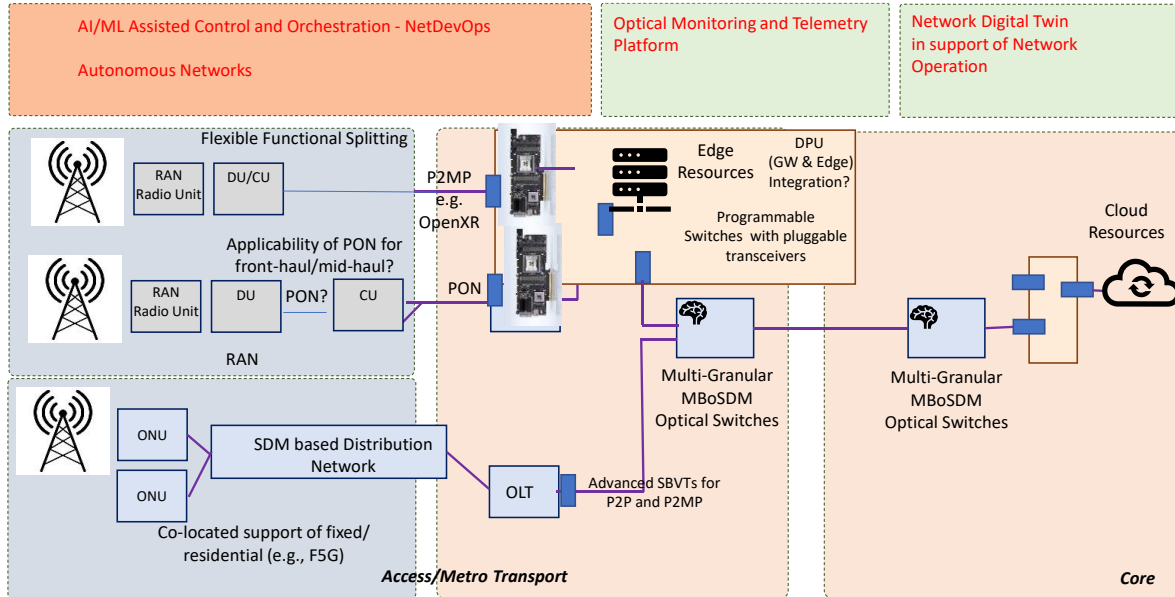 AI/ML Assisted Control and Orchestration - NetDevOps
Autonomous Networks
Optical Monitoring and Telemetry
Platform
Network Digital Twin
in support of Network
Operation
Flexible Functional Splitting
RAN
Radio Unit
DU/CU
P2MP
e.g.
OpenXR
Edge
Resources
DPU
(GW & Edge)
Integration?
Programmable
Switches with pluggable
transceivers
Cloud
Resources
Applicability of PON for
front-haul/mid-haul?
RAN
Radio Unit
DU
PON?
CU
PON
RAN
Multi-Granular
MBoSDM
Optical Switches
Multi-Granular
MBoSDM
Optical Switches
ONU
ONU
SDM based Distribution
Network
OLT
Advanced SBVTs for
P2P and P2MP
Co-located support of fixed/
residential (e.g., F5G)
Access/Metro Transport
Core